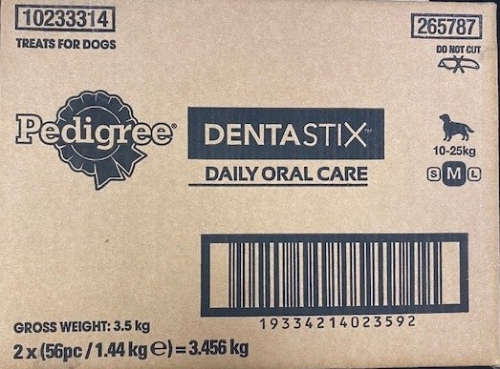 10233314
TREATS FOR DOGS
265787
DO NOT CUT
Pedigree®
DENTASTIX™
DAILY ORAL CARE
10-25kg
S M L
19334214023592
GROSS WEIGHT: 3.5 kg
2 x (56pc / 1.44 kg ℮) = 3.456 kg